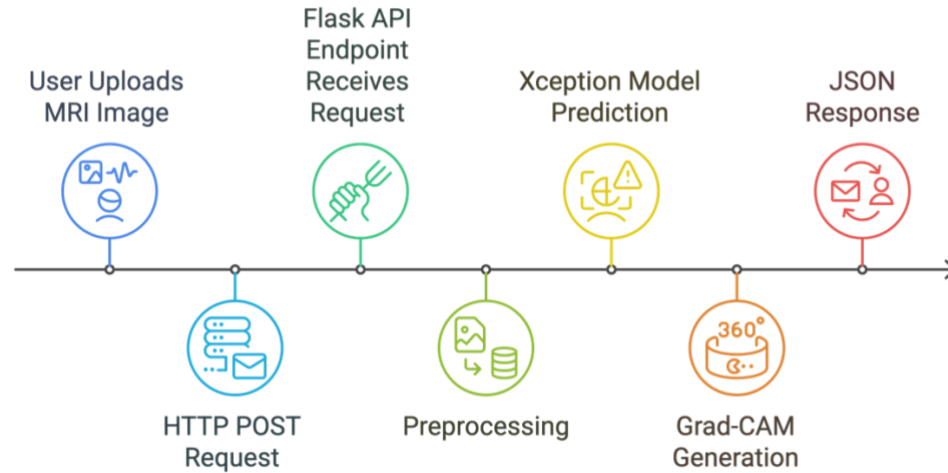 User Uploads
MRI Image
HTTP POST
Request
Flask API
Endpoint
Receives
Request
Preprocessing
Xception Model
Prediction
360°
Grad-CAM
Generation
JSON
Response